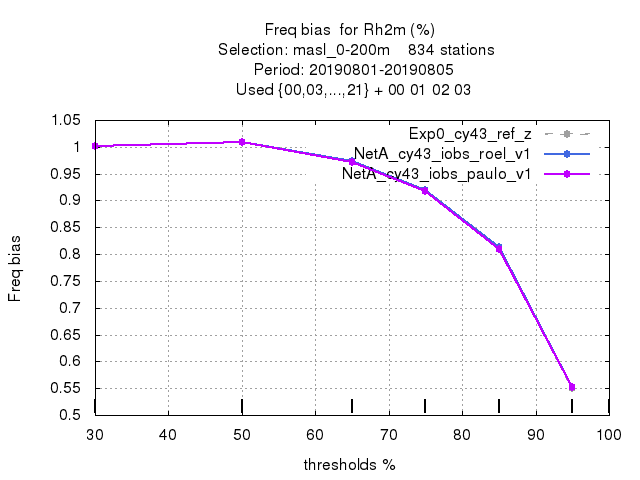 Freq bias  for Rh2m (%)
Selection: masl_0-200m    834 stations
Period: 20190801-20190805
Used {00,03,...,21} + 00 01 02 03
1.05
1
0.95
0.9
0.85
0.8
0.75
0.7
0.65
0.6
0.55
0.5
Freq bias
Exp0_cy43_ref_z
NetA_cy43_iobs_roel_v1
NetA_cy43_iobs_paulo_v1
30 40 50 60 70 80 90 100
thresholds %